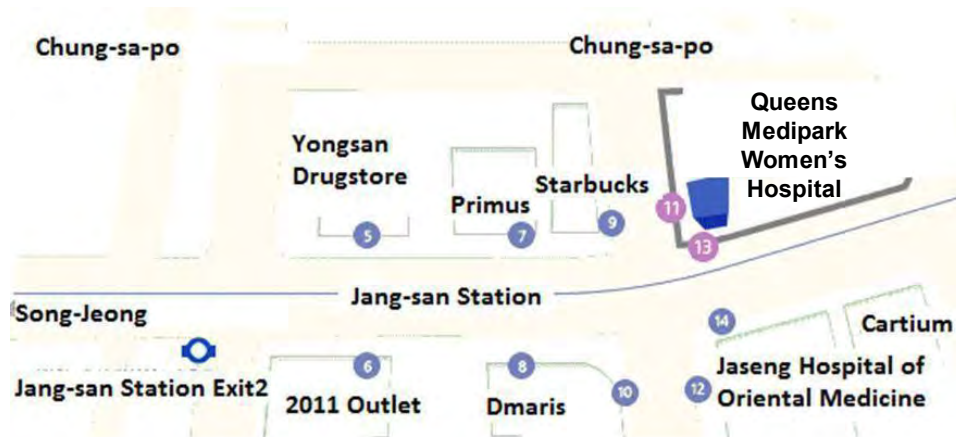 Chung-sa-po
Chung-sa-po
Queens
Medipark
Women's
Hospital
Yongsan
Drugstore
Primus
Starbucks
5
7
9
11
13
Jang-san Station
Song-Jeong
Jang-san Station Exit2
2011 Outlet
6
Dmaris
8
10
12
14
Jaseng Hospital of
Oriental Medicine
Cartium